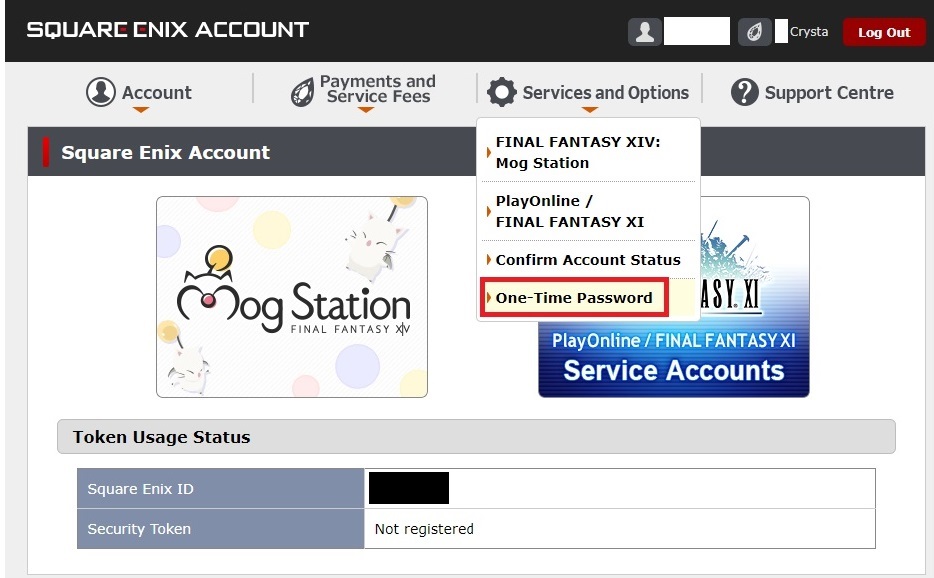 SQUARE ENIX ACCOUNT
Crysta
Log Out
Account
Payments and
Service Fees
Services and Options
Support Centre
Square Enix Account
FINAL FANTASY XIV:
Mog Station
PlayOnline /
FINAL FANTASY XI
Confirm Account Status
One-Time Password
Mog Station
FINAL FANTASY XIV
ASY XI
PlayOnline / FINAL FANTASY XI
Service Accounts
Token Usage Status
Square Enix ID
Security Token
Not registered